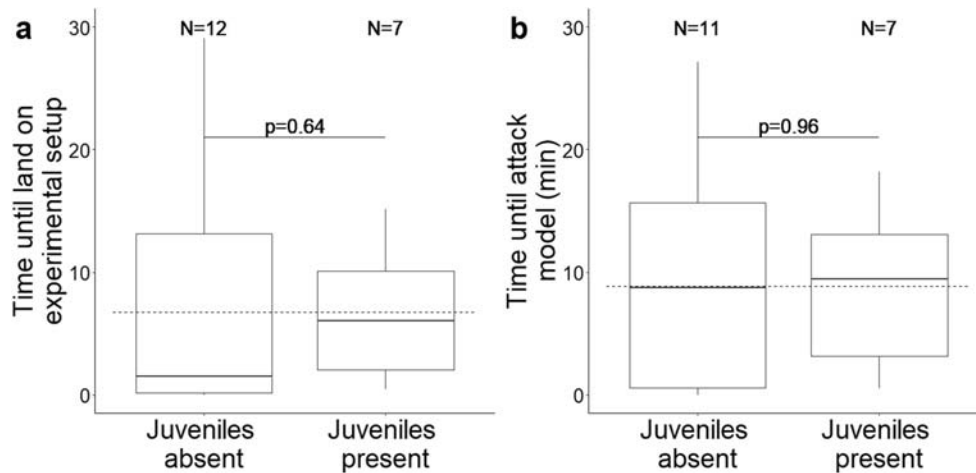 a
Time until land on
experimental setup
30
20
10
0
N=12
N=7
p=0.64
Juveniles
absent
Juveniles
present
b
Time until attack
model (min)
30
20
10
0
N=11
N=7
p=0.96
Juveniles
absent
Juveniles
present